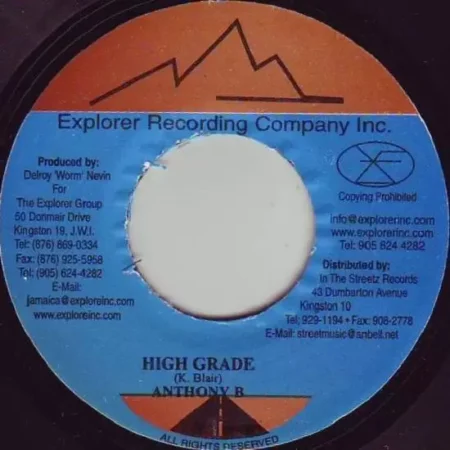 Explorer Recording Company Inc.
Produced by:
Delroy 'Worm' Nevin
For
The Explorer Group
50 Donmair Drive
Kingston 19, J.W.I.
Tel: (876) 869-0334
Fax: (876) 925-5958
Tel; (905) 624-4282
E-Mail:
jamaica@exploreinc.com
www.exploreinc.com
Copying Prohibited
info@explorerinc.com
www.explorerinc.com
Tel: 905 624 4282
Distributed by:
In The Streetz Records
43 Dumbarton Avenue
Kingston 10
Tel; 929-1194 • Fax: 908-2778
E-Mail: streetmusic@anbell.net
HIGH GRADE
(K. Blair)
ANTHONY B
ALL RIGHTS RESERVED